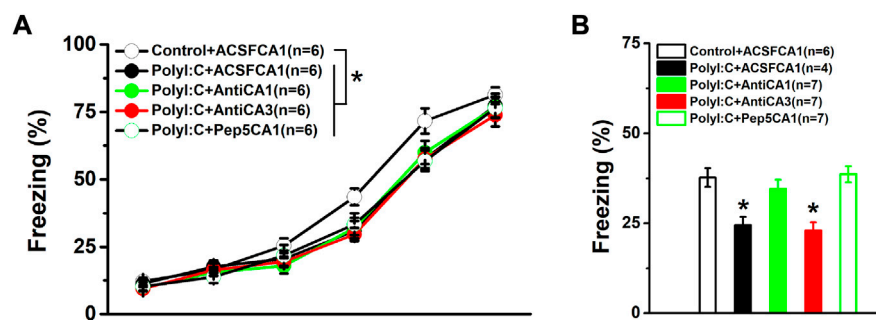 A
Freezing (%)
100
75
50
25
0
Control+ACSFCA1(n=6)
PolyI:C+ACSFCA1(n=6)
PolyI:C+AntiCA1(n=6)
PolyI:C+AntiCA3(n=6)
PolyI:C+Pep5CA1(n=6)
*
B
Freezing (%)
75
50
25
0
Control+ACSFCA1(n=6)
PolyI:C+ACSFCA1(n=4)
PolyI:C+AntiCA1(n=7)
PolyI:C+AntiCA3(n=7)
PolyI:C+Pep5CA1(n=7)
*
*